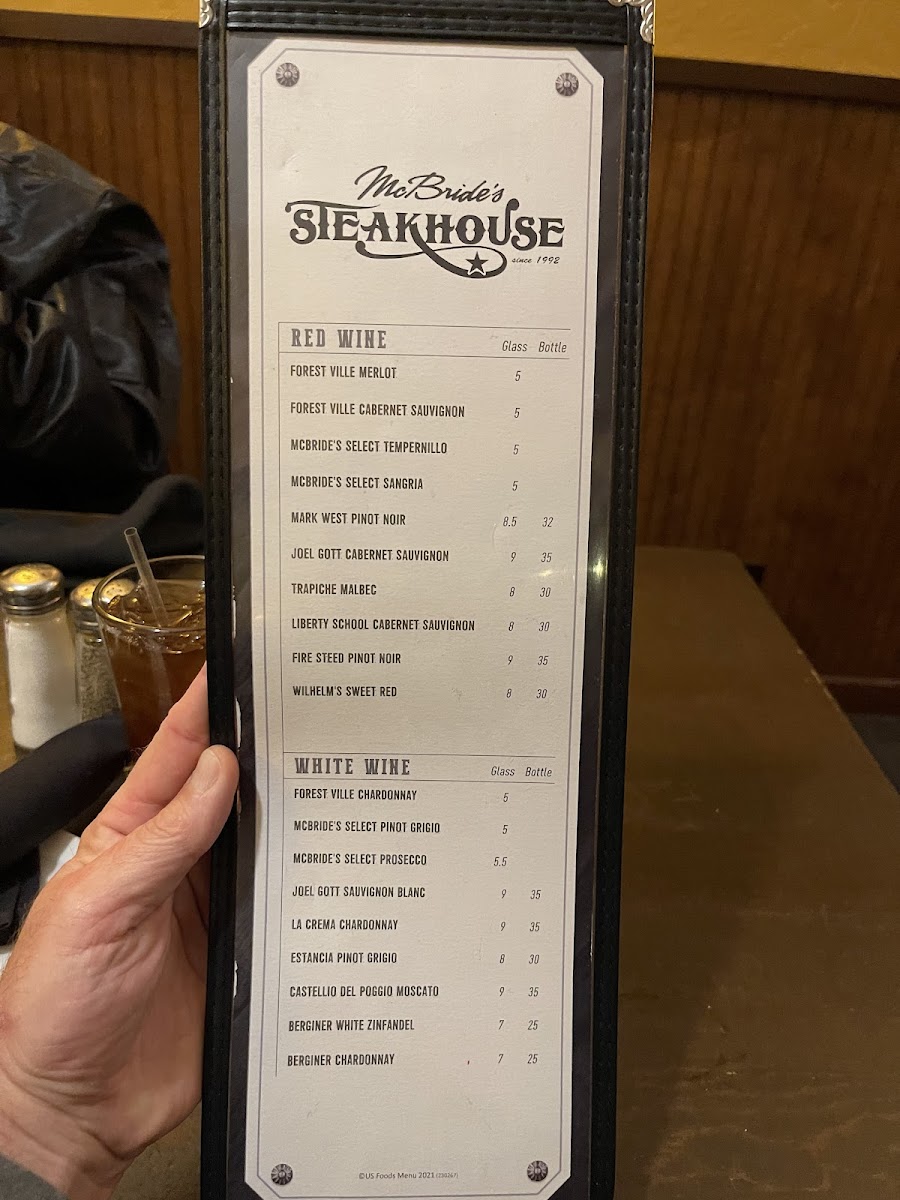 McBride's
STEAKHOUSE
since 1992
RED WINE Glass Bottle
FOREST VILLE MERLOT 5
FOREST VILLE CABERNET SAUVIGNON 5
MCBRIDE'S SELECT TEMPERNILLO 5
MCBRIDE'S SELECT SANGRIA 5
MARK WEST PINOT NOIR 8.5 32
JOEL GOTT CABERNET SAUVIGNON 9 35
TRAPICHE MALBEC 8 30
LIBERTY SCHOOL CABERNET SAUVIGNON 8 30
FIRE STEED PINOT NOIR 9 35
WILHELM'S SWEET RED 8 30
WHITE WINE Glass Bottle
FOREST VILLE CHARDONNAY 5
MCBRIDE'S SELECT PINOT GRIGIO 5
MCBRIDE'S SELECT PROSECCO 5.5
JOEL GOTT SAUVIGNON BLANC 9 35
LA CREMA CHARDONNAY 9 35
ESTANCIA PINOT GRIGIO 8 30
CASTELLIO DEL POGGIO MOSCATO 9 35
BERGINER WHITE ZINFANDEL 7 25
BERGINER CHARDONNAY 7 25
©US Foods Menu 2021 (230267)